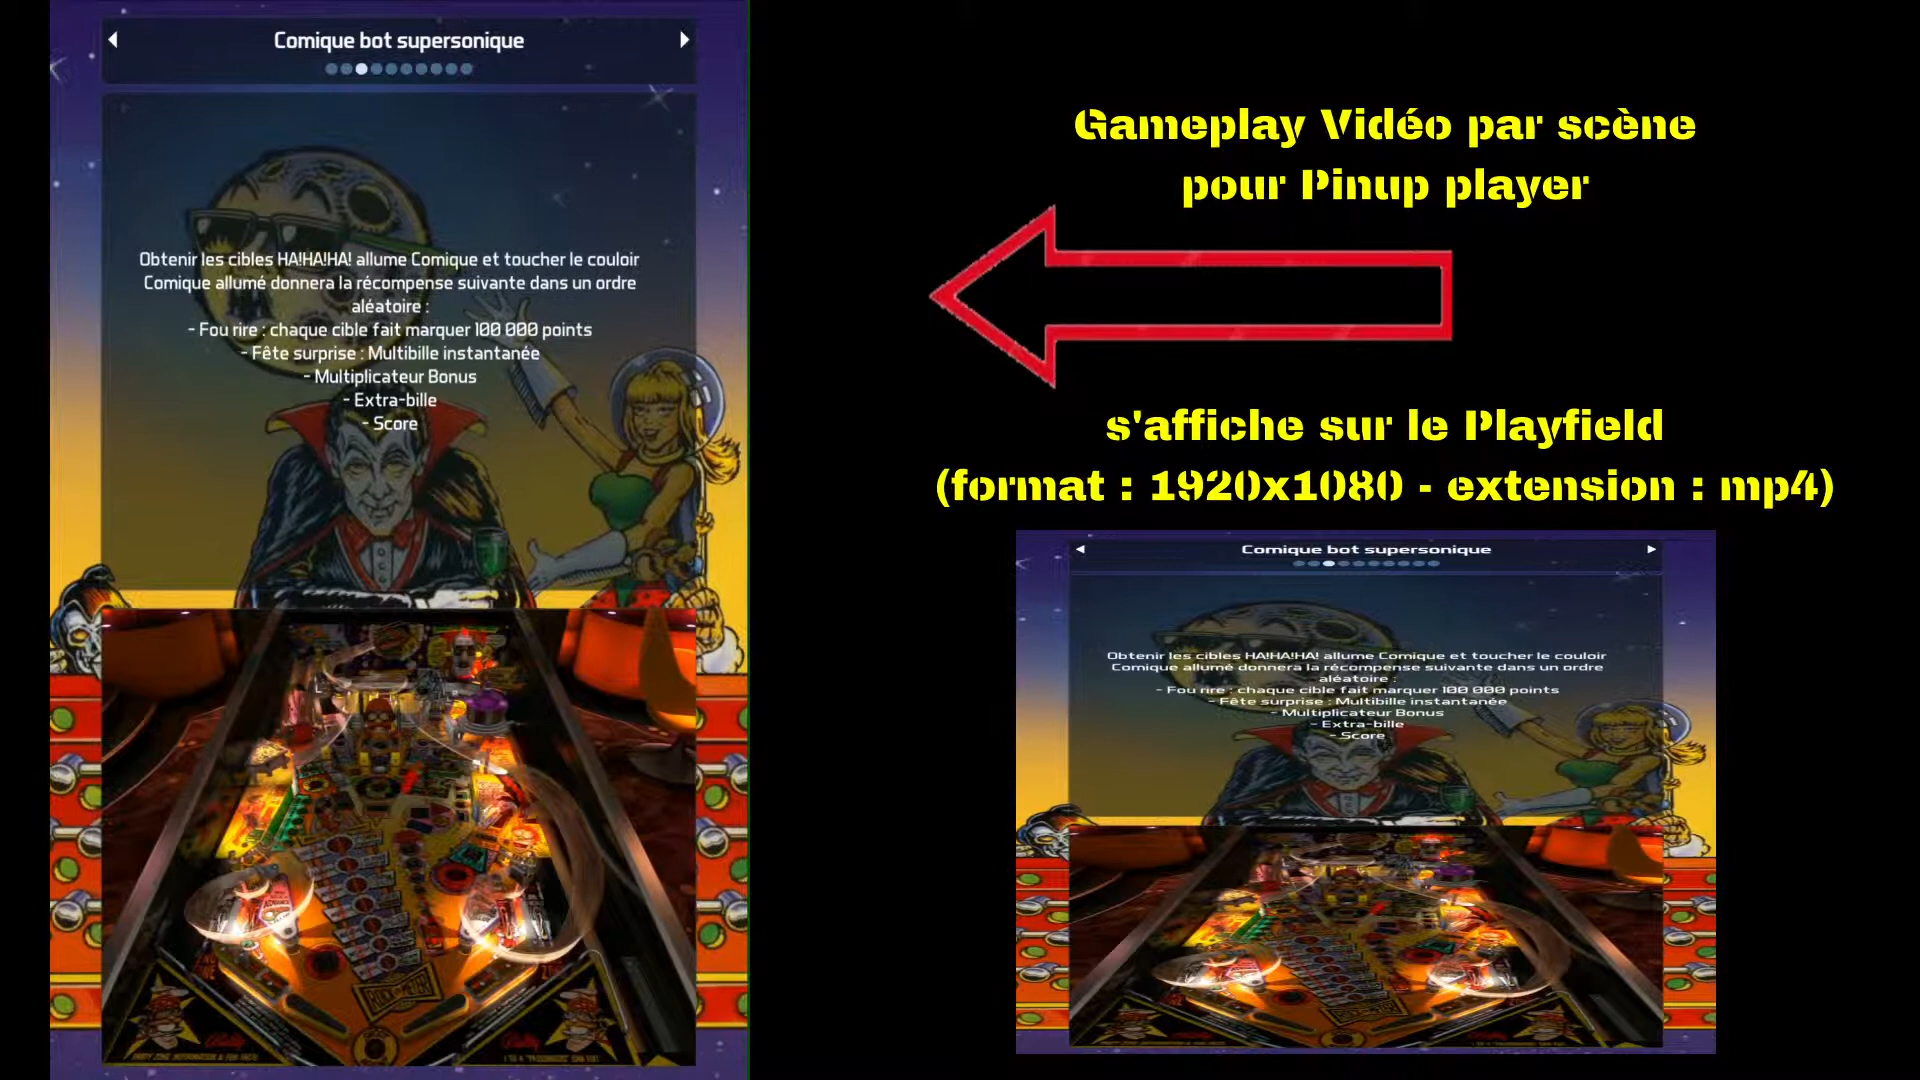 Comique bot supersonique
Obtenir les cibles HA!HA!HA! allume Comique et toucher le couloir
Comique allumé donnera la récompense suivante dans un ordre
aléatoire :
- Fou rire : chaque cible fait marquer 100 000 points
- Fête surprise : Multibille instantanée
- Multiplicateur Bonus
- Extra-bille
- Score
Gameplay Vidéo par scène
pour Pinup player
s'affiche sur le Playfield
(format : 1920x1080 - extension : mp4)
Comique bot supersonique
Obtenir les cibles HA!HA!HA! allume Comique et toucher le couloir
Comique allumé donnera la récompense suivante dans un ordre
aléatoire :
- Fou rire : chaque cible fait marquer 100 000 points
- Fête surprise : Multibille instantanée
- Multiplicateur Bonus
- Extra-bille
- Score